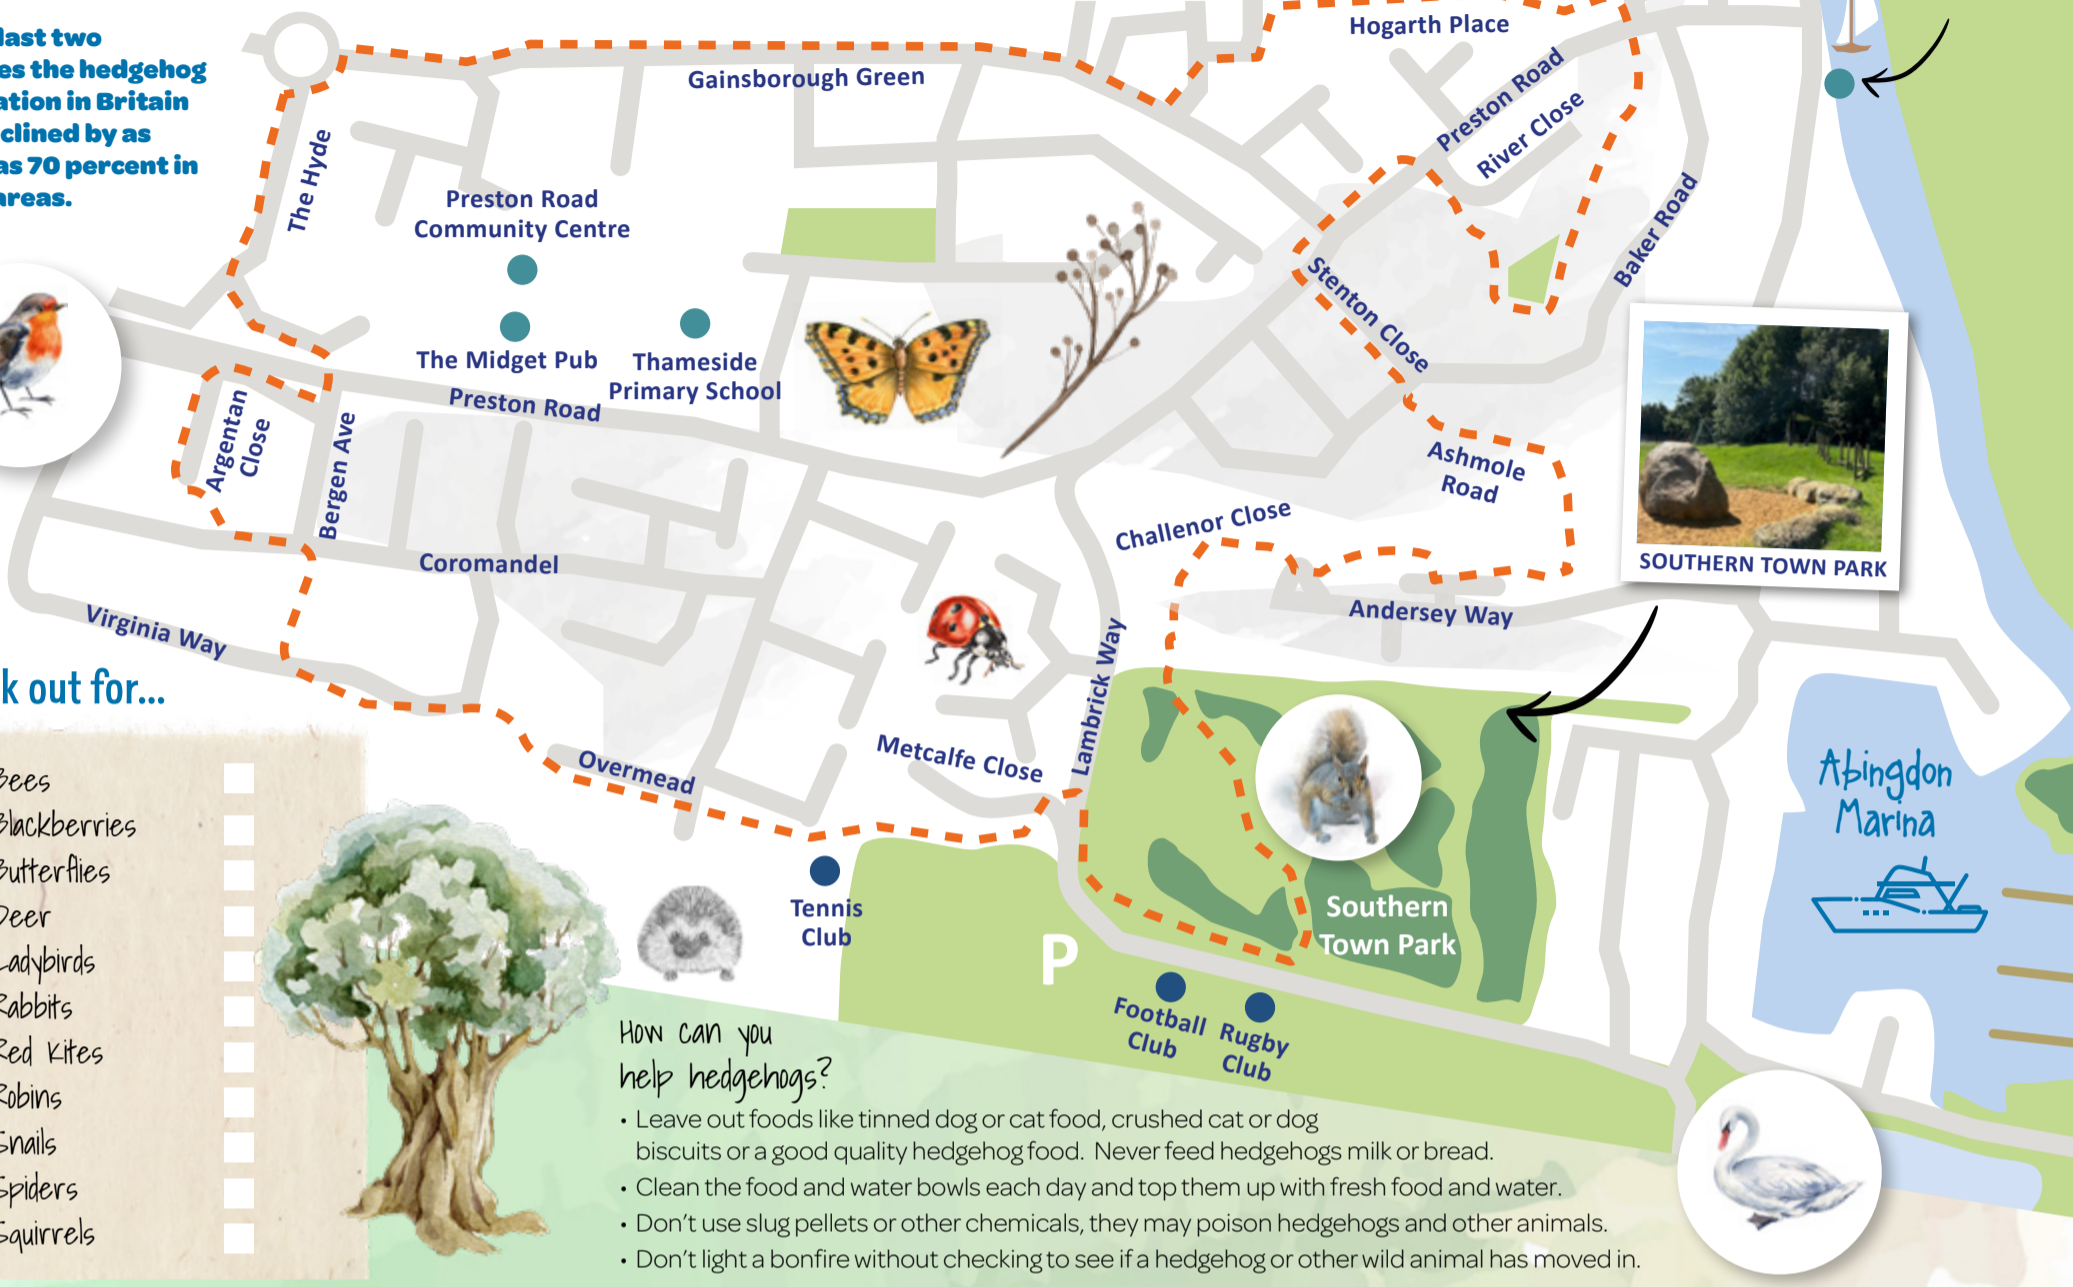 last two
es the hedgehog
ation in Britain
clined by as
as 70 percent in
areas.
Hogarth Place
Gainsborough Green
Preston Road
River Close
The Hyde
Preston Road
Community Centre
Baker Road
Stenton Close
The Midget Pub
Thameside
Primary School
Preston Road
Argentan
Close
Bergen Ave
Ashmole
Road
Challenor Close
SOUTHERN TOWN PARK
Coromandel
Andersey Way
Virginia Way
Lambrick Way
k out for...
Metcalfe Close
Overmead
Abingdon
Marina
Bees
Blackberries
Butterflies
Deer
Ladybirds
Rabbits
Red Kites
Robins
Snails
Spiders
Squirrels
Tennis
Club
Southern
Town Park
P
Football
Club
Rugby
Club
How can you
help hedgehogs?
• Leave out foods like tinned dog or cat food, crushed cat or dog
biscuits or a good quality hedgehog food. Never feed hedgehogs milk or bread.
• Clean the food and water bowls each day and top them up with fresh food and water.
• Don't use slug pellets or other chemicals, they may poison hedgehogs and other animals.
• Don't light a bonfire without checking to see if a hedgehog or other wild animal has moved in.